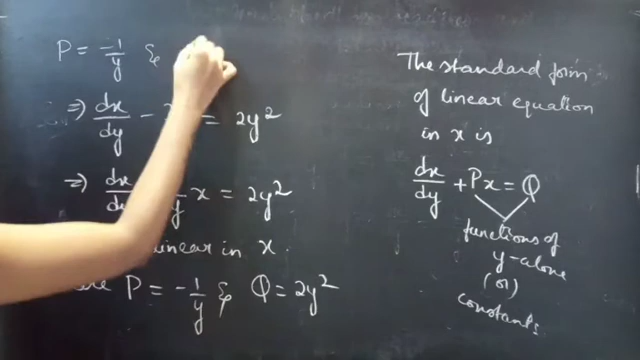 P = -1/y &
⇒ dx/dy - = 2y²
⇒ dx/ y x = 2y²
linear in x.
P = -1/y & Q = 2y²
The standard form
of linear equation
in x is
dx/dy + Px = Q
functions of
y-alone
(or)
constants.